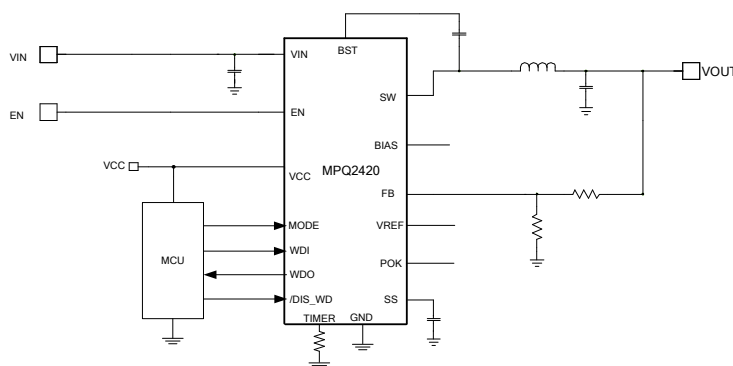 VIN
EN
VCC
MCU
VIN
EN
VCC
MODE
WDI
WDO
/DIS_WD
TIMER
GND
BST
MPQ2420
SW
BIAS
FB
VREF
POK
SS
VOUT